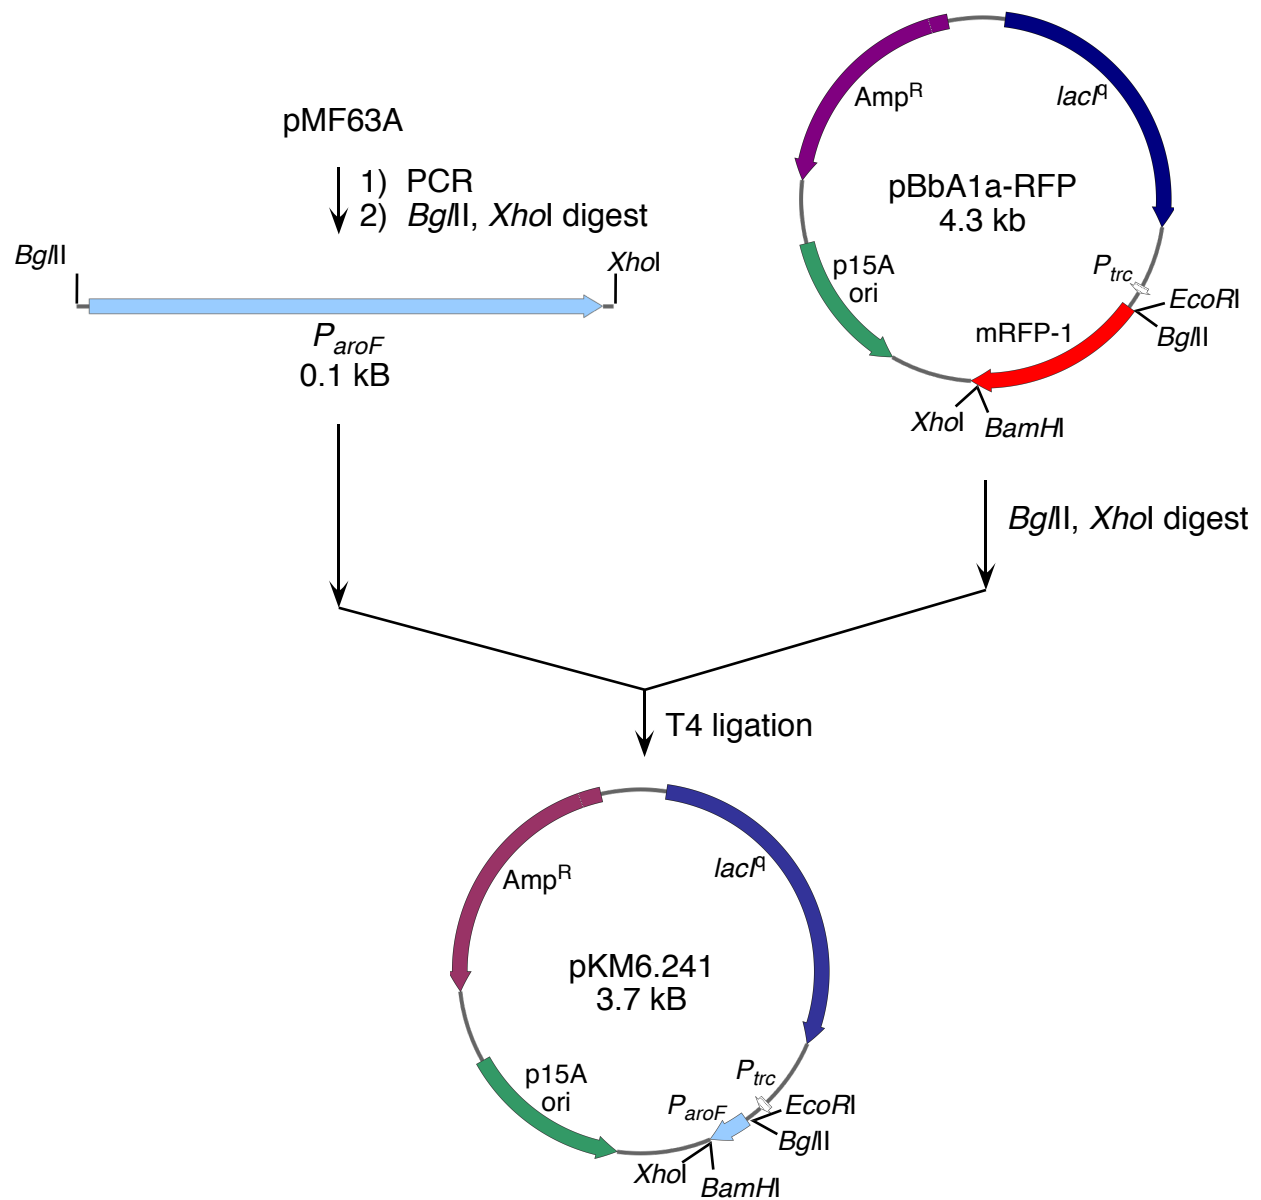 pMF63A
1) PCR
2) BglII, XhoI digest
BglII
XhoI
ParoF
0.1 kB
AmpR
lacIq
pBbA1a-RFP
4.3 kb
p15A
ori
Ptrc
EcoRI
BglII
mRFP-1
XhoI
BamHI
BglII, XhoI digest
T4 ligation
AmpR
lacIq
pKM6.241
3.7 kB
p15A
ori
Ptrc
ParoF
EcoRI
BglII
XhoI
BamHI